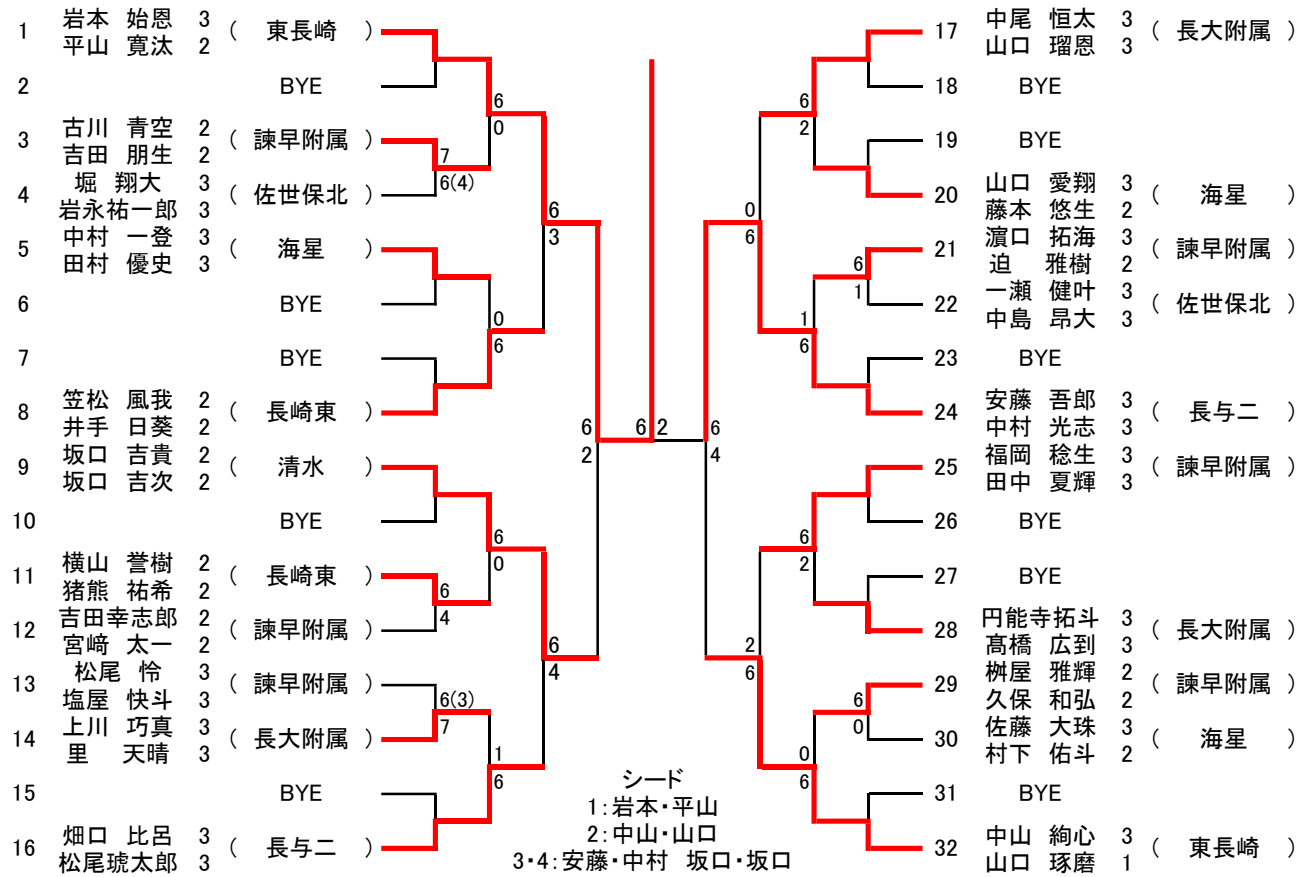 1 岩本 始恩 3 ( 東長崎 )
平山 寛汰 2
2 BYE
6
0
3 古川 青空 2 ( 諫早附属 )
吉田 朋生 2
7
6(4)
4 堀 翔大 3 ( 佐世保北 )
岩永祐一郎 3
6
3
5 中村 一登 3 ( 海星 )
田村 優史 3
6 BYE
0
6
7 BYE
8 笠松 風我 2 ( 長崎東 )
井手 日葵 2
6
2
9 坂口 吉貴 2 ( 清水 )
坂口 吉次 2
10 BYE
6
0
11 横山 誉樹 2 ( 長崎東 )
猪熊 祐希 2
6
4
12 吉田幸志郎 2 ( 諫早附属 )
宮﨑 太一 2
6
4
13 松尾 怜 3 ( 諫早附属 )
塩屋 快斗 3
6(3)
7
14 上川 巧真 3 ( 長大附属 )
里 天晴 3
1
6
15 BYE
16 畑口 比呂 3 ( 長与二 )
松尾琥太郎 3
6 2
17 中尾 恒太 3 ( 長大附属 )
山口 瑠恩 3
18 BYE
6
2
19 BYE
20 山口 愛翔 3 ( 海星 )
藤本 悠生 2
0
6
21 濵口 拓海 3 ( 諫早附属 )
迫 雅樹 2
6
1
22 一瀬 健叶 3 ( 佐世保北 )
中島 昂大 3
1
6
23 BYE
24 安藤 吾郎 3 ( 長与二 )
中村 光志 3
6
4
25 福岡 稔生 3 ( 諫早附属 )
田中 夏輝 3
26 BYE
6
2
27 BYE
28 円能寺拓斗 3 ( 長大附属 )
髙橋 広到 3
2
6
29 桝屋 雅輝 2 ( 諫早附属 )
久保 和弘 2
6
0
30 佐藤 大珠 3 ( 海星 )
村下 佑斗 2
0
6
31 BYE
32 中山 絢心 3 ( 東長崎 )
山口 琢磨 1
シード
1:岩本・平山
2:中山・山口
3・4:安藤・中村 坂口・坂口